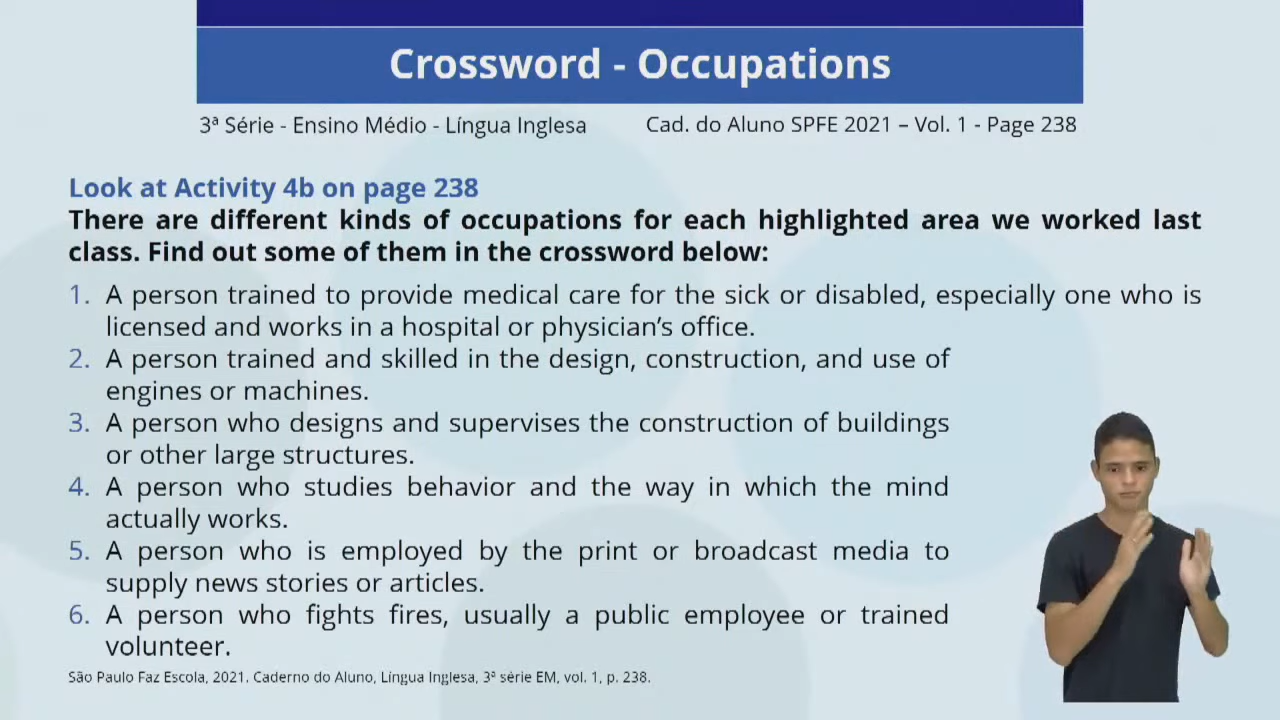 Crossword - Occupations
3ª Série - Ensino Médio - Língua Inglesa Cad. do Aluno SPFE 2021 – Vol. 1 - Page 238
Look at Activity 4b on page 238
There are different kinds of occupations for each highlighted area we worked last
class. Find out some of them in the crossword below:
1. A person trained to provide medical care for the sick or disabled, especially one who is
licensed and works in a hospital or physician’s office.
2. A person trained and skilled in the design, construction, and use of
engines or machines.
3. A person who designs and supervises the construction of buildings
or other large structures.
4. A person who studies behavior and the way in which the mind
actually works.
5. A person who is employed by the print or broadcast media to
supply news stories or articles.
6. A person who fights fires, usually a public employee or trained
volunteer.
São Paulo Faz Escola, 2021. Caderno do Aluno, Língua Inglesa, 3ª série EM, vol. 1, p. 238.